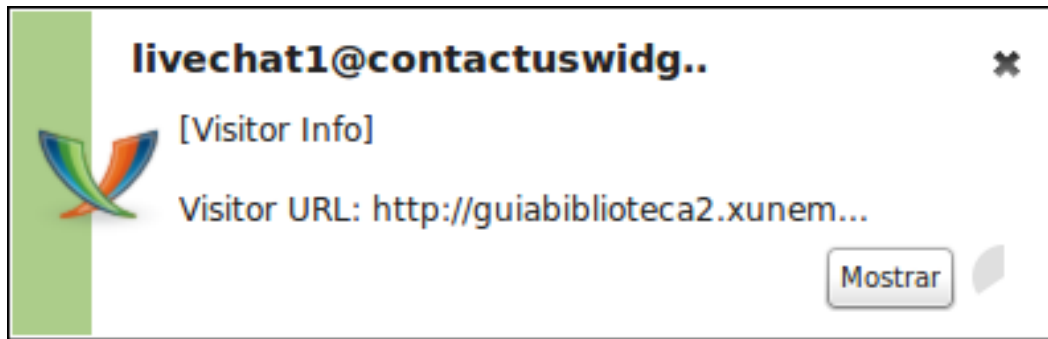 livechat1@contactuswidg..
[Visitor Info]
Visitor URL: http://guiabiblioteca2.xunem...
Mostrar